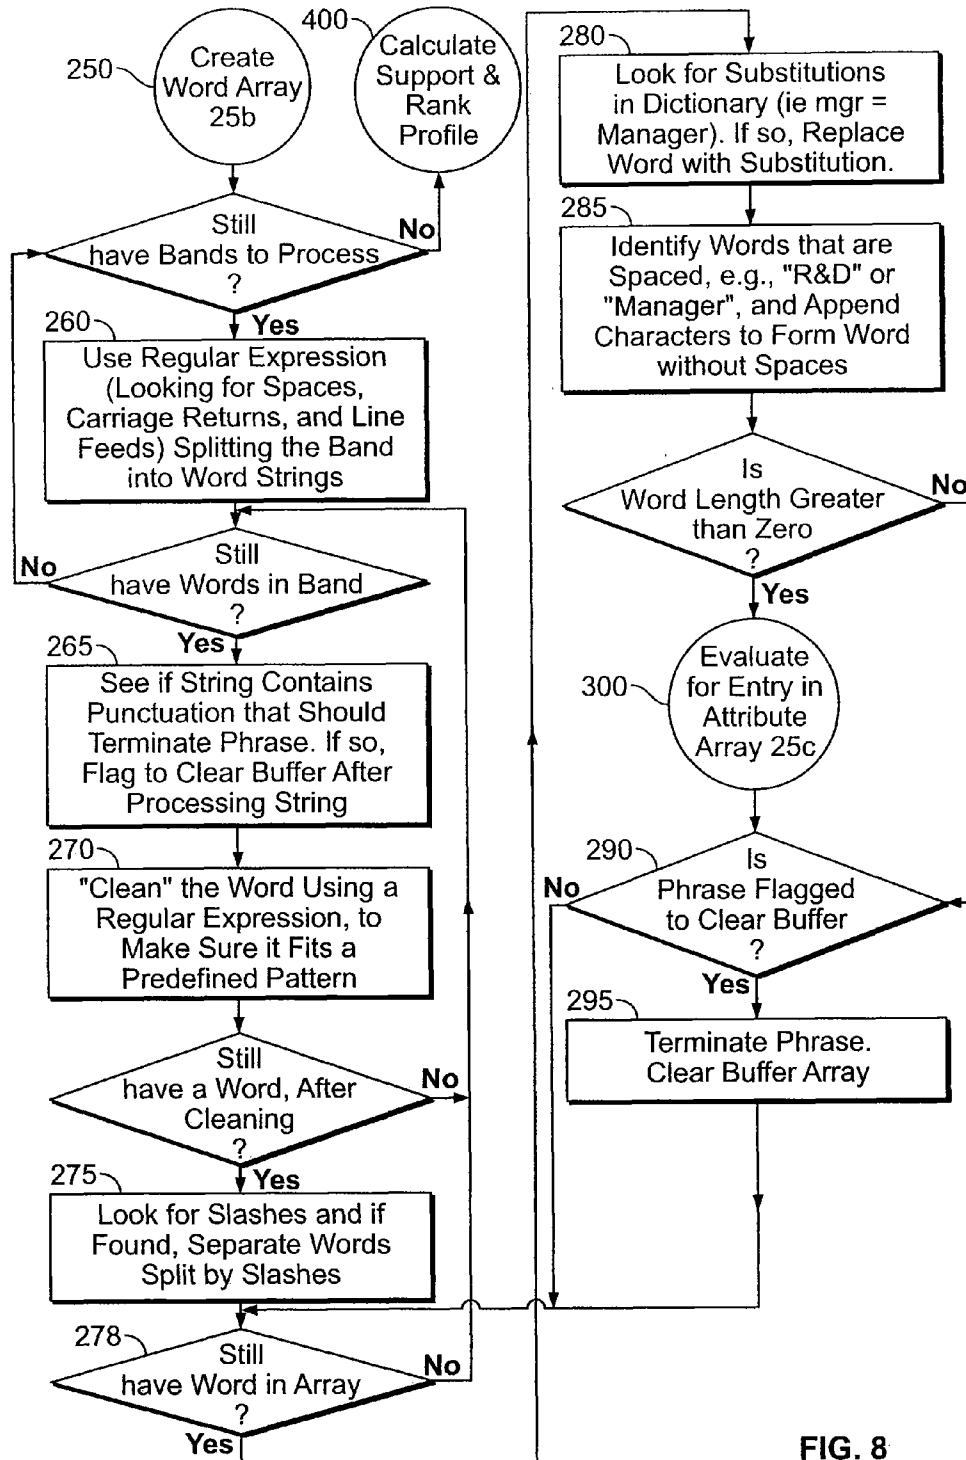 250
Create
Word Array
25b
400
Calculate
Support &
Rank
Profile
Still
have Bands to Process
?
No
Yes
260
Use Regular Expression
(Looking for Spaces,
Carriage Returns, and Line
Feeds) Splitting the Band
into Word Strings
Still
have Words in Band
?
No
Yes
265
See if String Contains
Punctuation that Should
Terminate Phrase. If so,
Flag to Clear Buffer After
Processing String
270
"Clean" the Word Using a
Regular Expression, to
Make Sure it Fits a
Predefined Pattern
Still
have a Word, After
Cleaning
?
No
Yes
275
Look for Slashes and if
Found, Separate Words
Split by Slashes
278
Still
have Word in Array
?
No
Yes
280
Look for Substitutions
in Dictionary (ie mgr =
Manager). If so, Replace
Word with Substitution.
285
Identify Words that are
Spaced, e.g., "R&D" or
"Manager", and Append
Characters to Form Word
without Spaces
Is
Word Length Greater
than Zero
?
No
Yes
300
Evaluate
for Entry in
Attribute
Array 25c
290
Is
Phrase Flagged
to Clear Buffer
?
No
Yes
295
Terminate Phrase.
Clear Buffer Array
FIG. 8